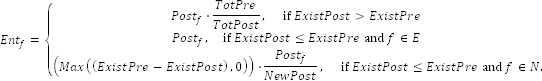 Ent_f = { Post_f · TotPre / TotPost, if ExistPost > ExistPre
Post_f, if ExistPost ≤ ExistPre and f ∈ E
(Max((ExistPre − ExistPost), 0)) · Post_f / NewPost, if ExistPost ≤ ExistPre and f ∈ N.